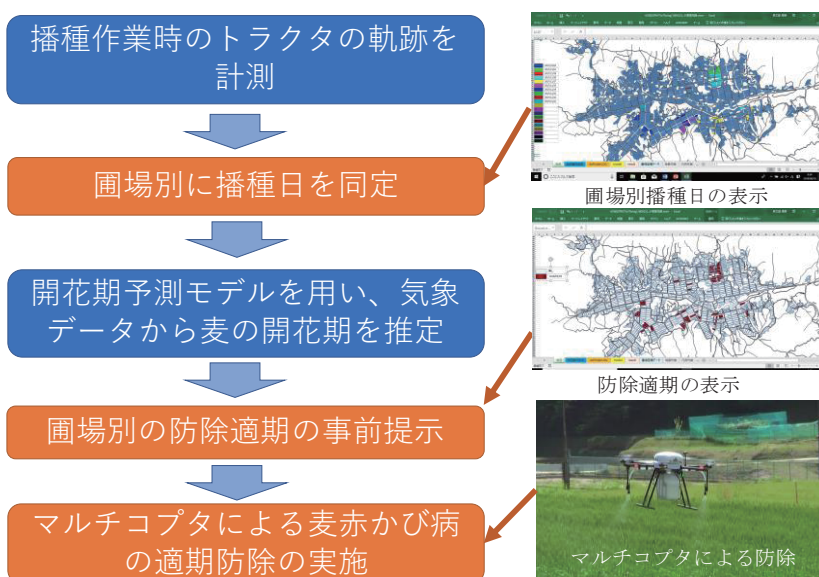 播種作業時のトラクタの軌跡を
計測
圃場別に播種日を同定
開花期予測モデルを用い、気象
データから麦の開花期を推定
圃場別の防除適期の事前提示
マルチコプタによる麦赤かび病
の適期防除の実施
圃場別播種日の表示
防除適期の表示
マルチコプタによる防除